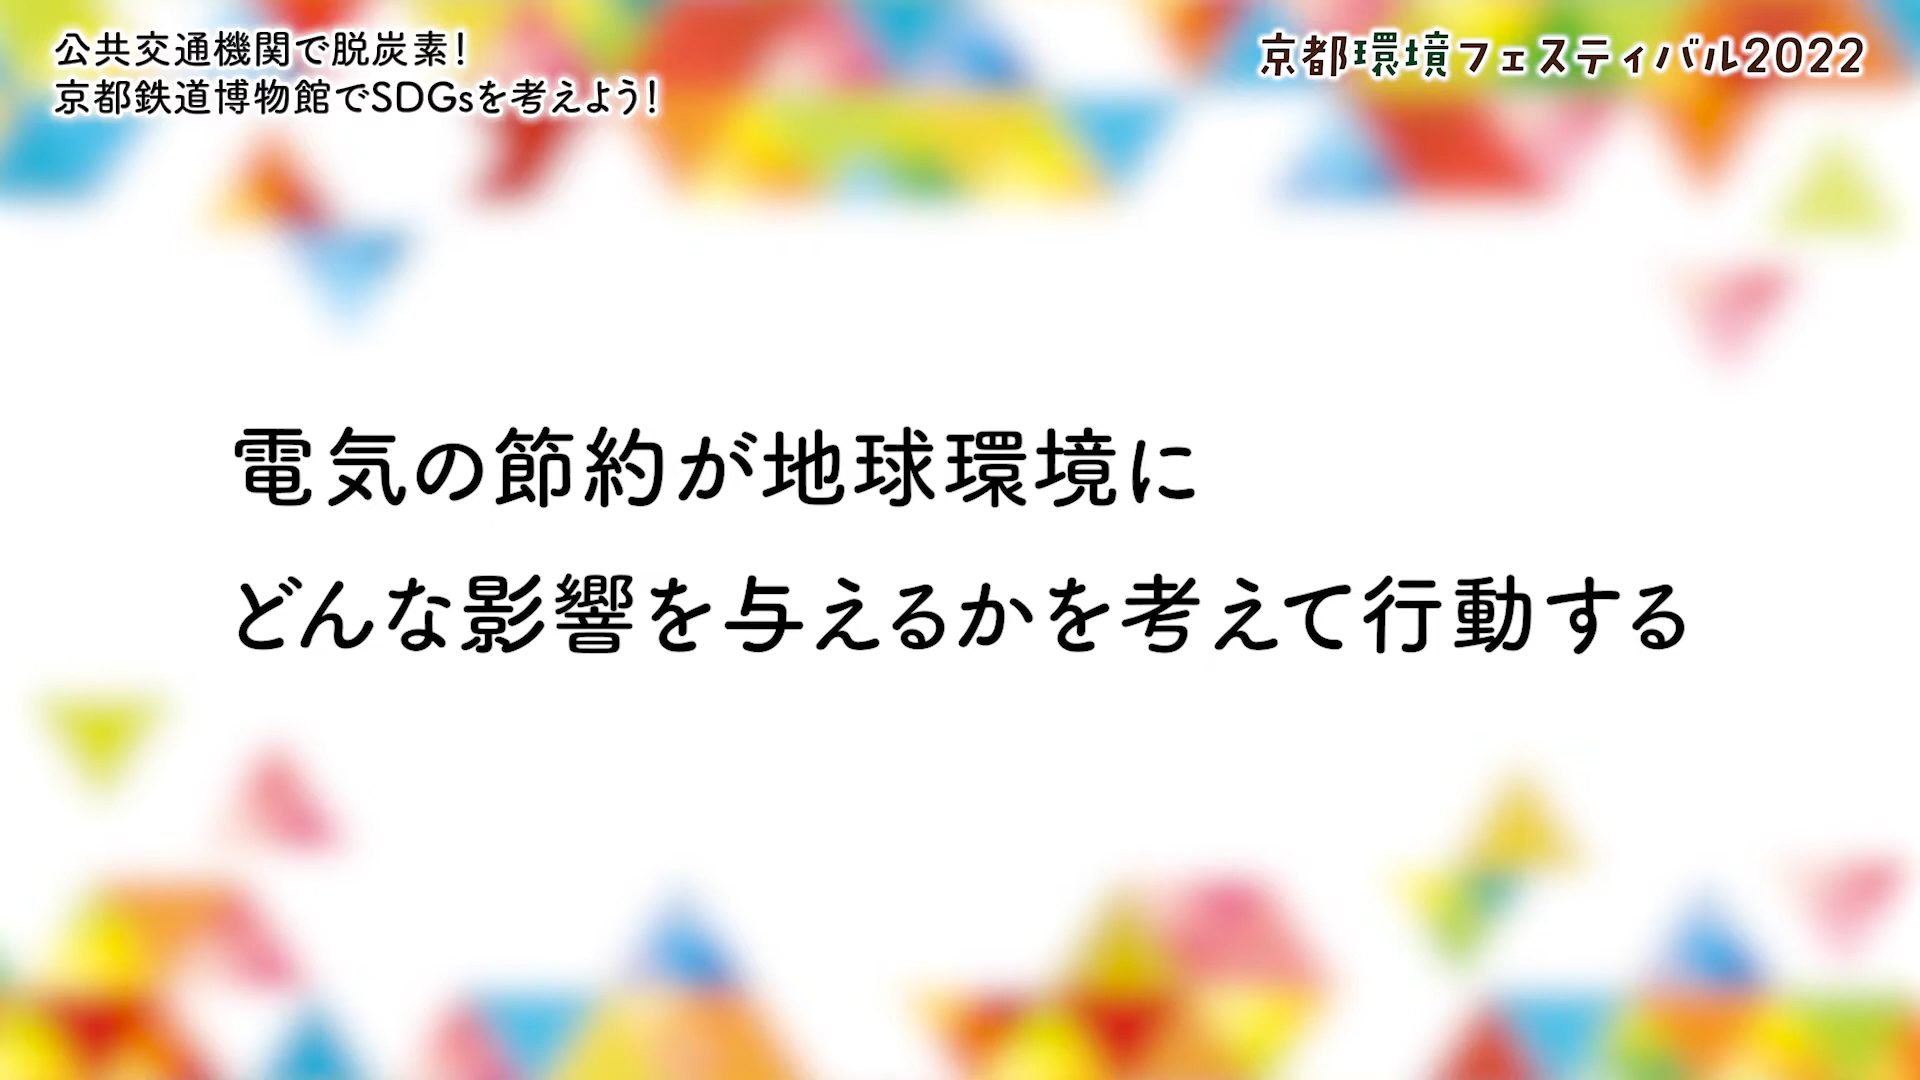 公共交通機関で脱炭素!
京都鉄道博物館でSDGsを考えよう!
京都環境フェスティバル2022
電気の節約が地球環境に
どんな影響を与えるかを考えて行動する